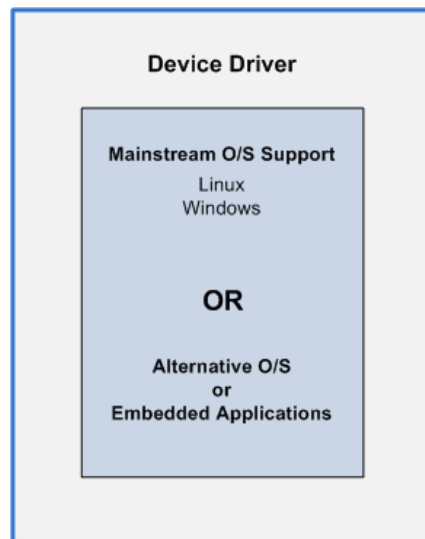 Device Driver
Mainstream O/S Support
Linux
Windows
OR
Alternative O/S
or
Embedded Applications